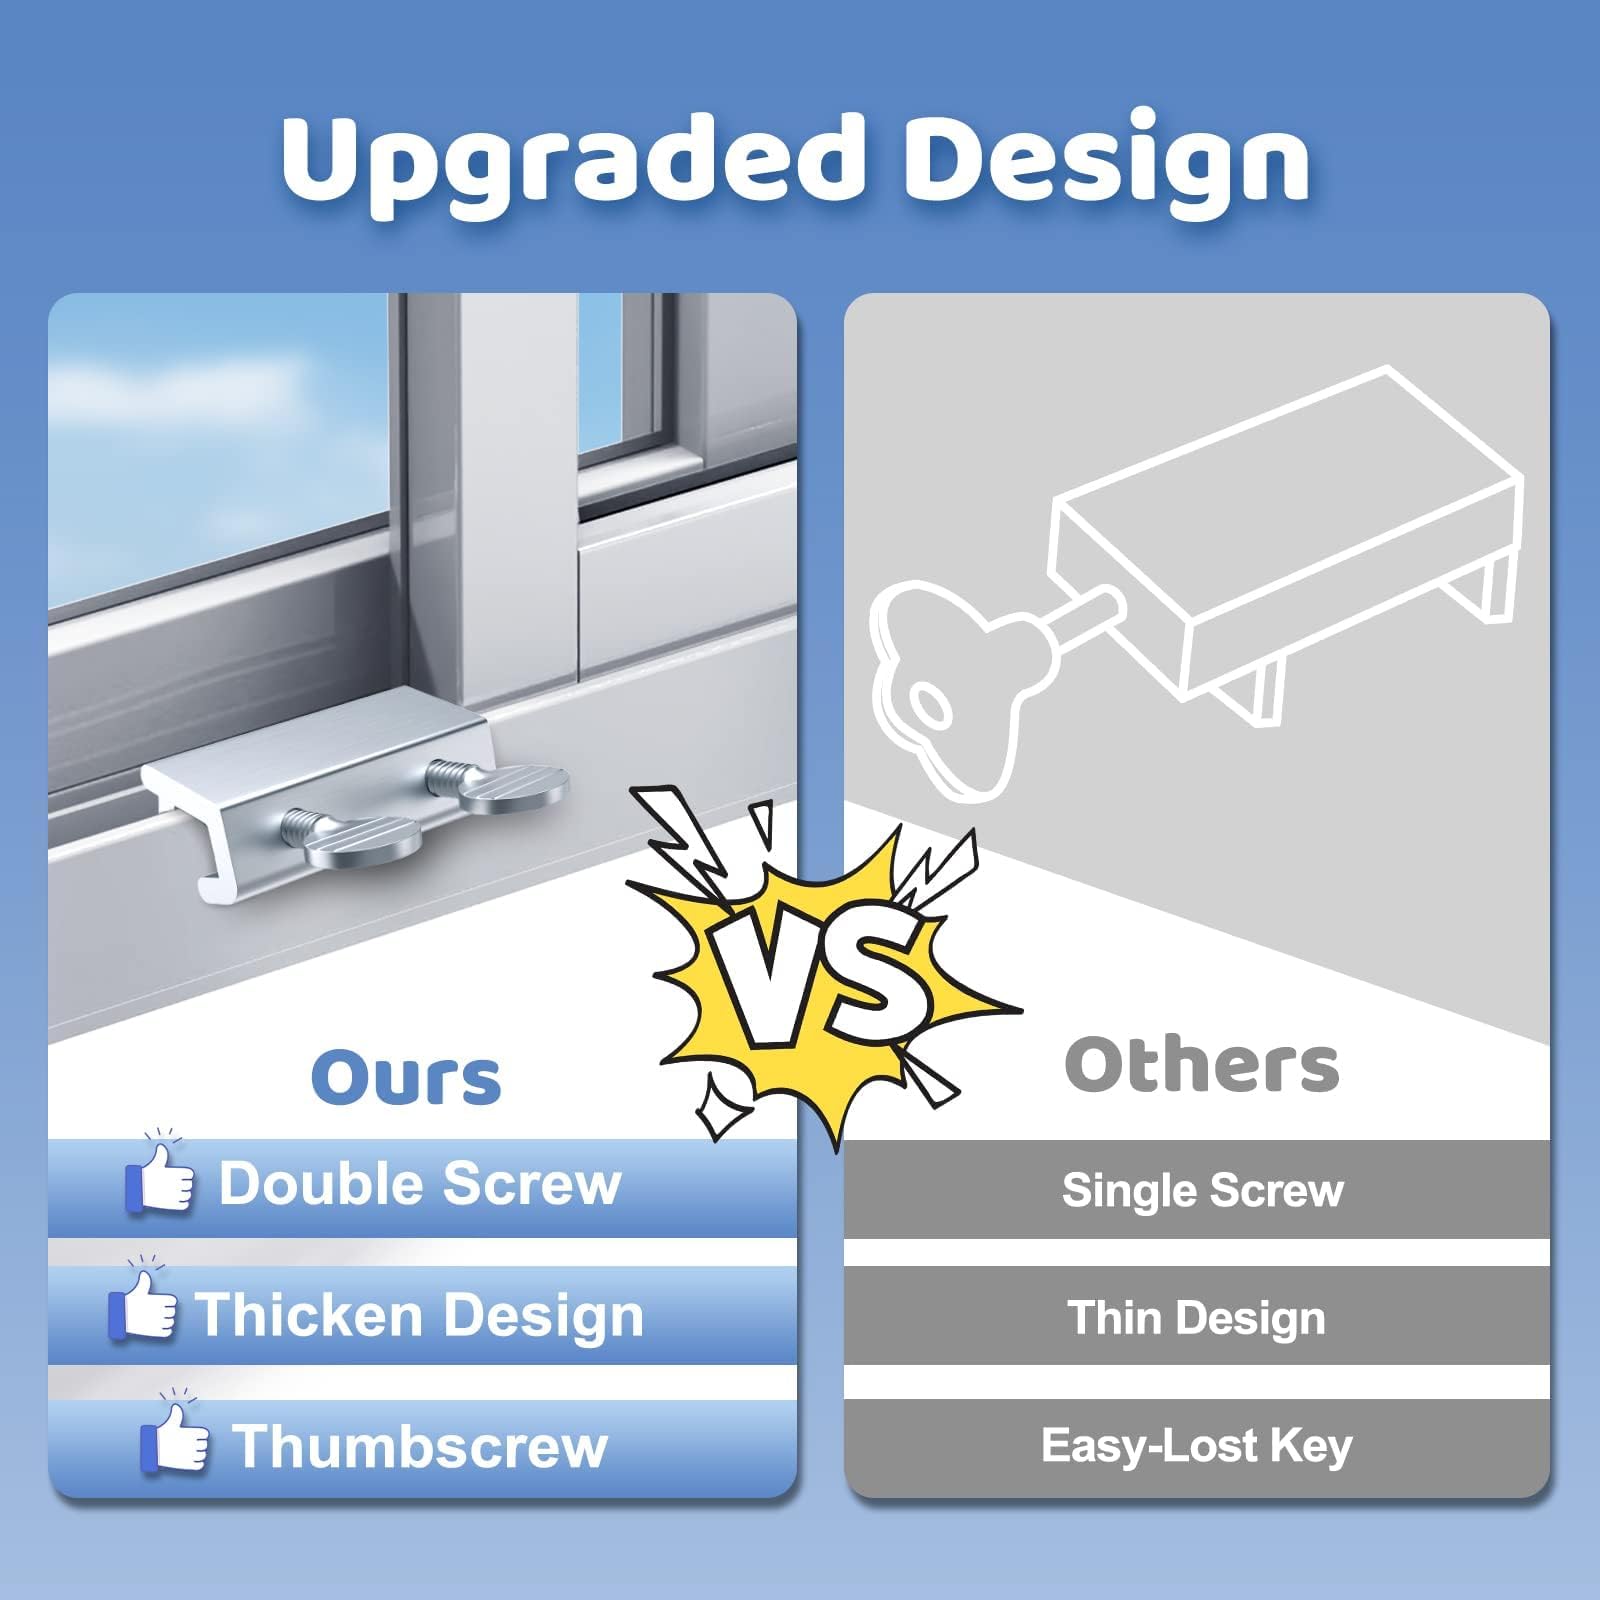 Upgraded Design
VS
Ours
Others
Double Screw
Single Screw
Thicken Design
Thin Design
Thumbscrew
Easy-Lost Key